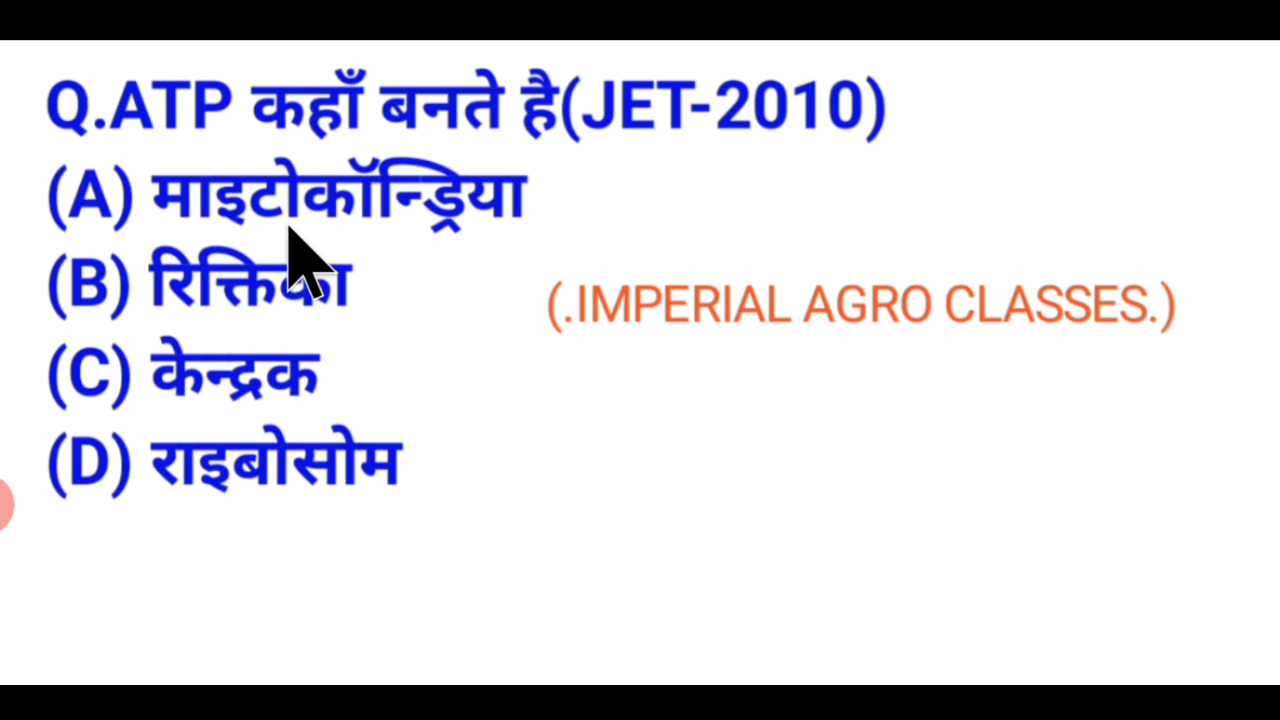 Q.ATP कहाँ बनते है(JET-2010)
(A) माइटोकॉन्ड्रिया
(B) रिक्तिका
(.IMPERIAL AGRO CLASSES.)
(C) केन्द्रक
(D) राइबोसोम